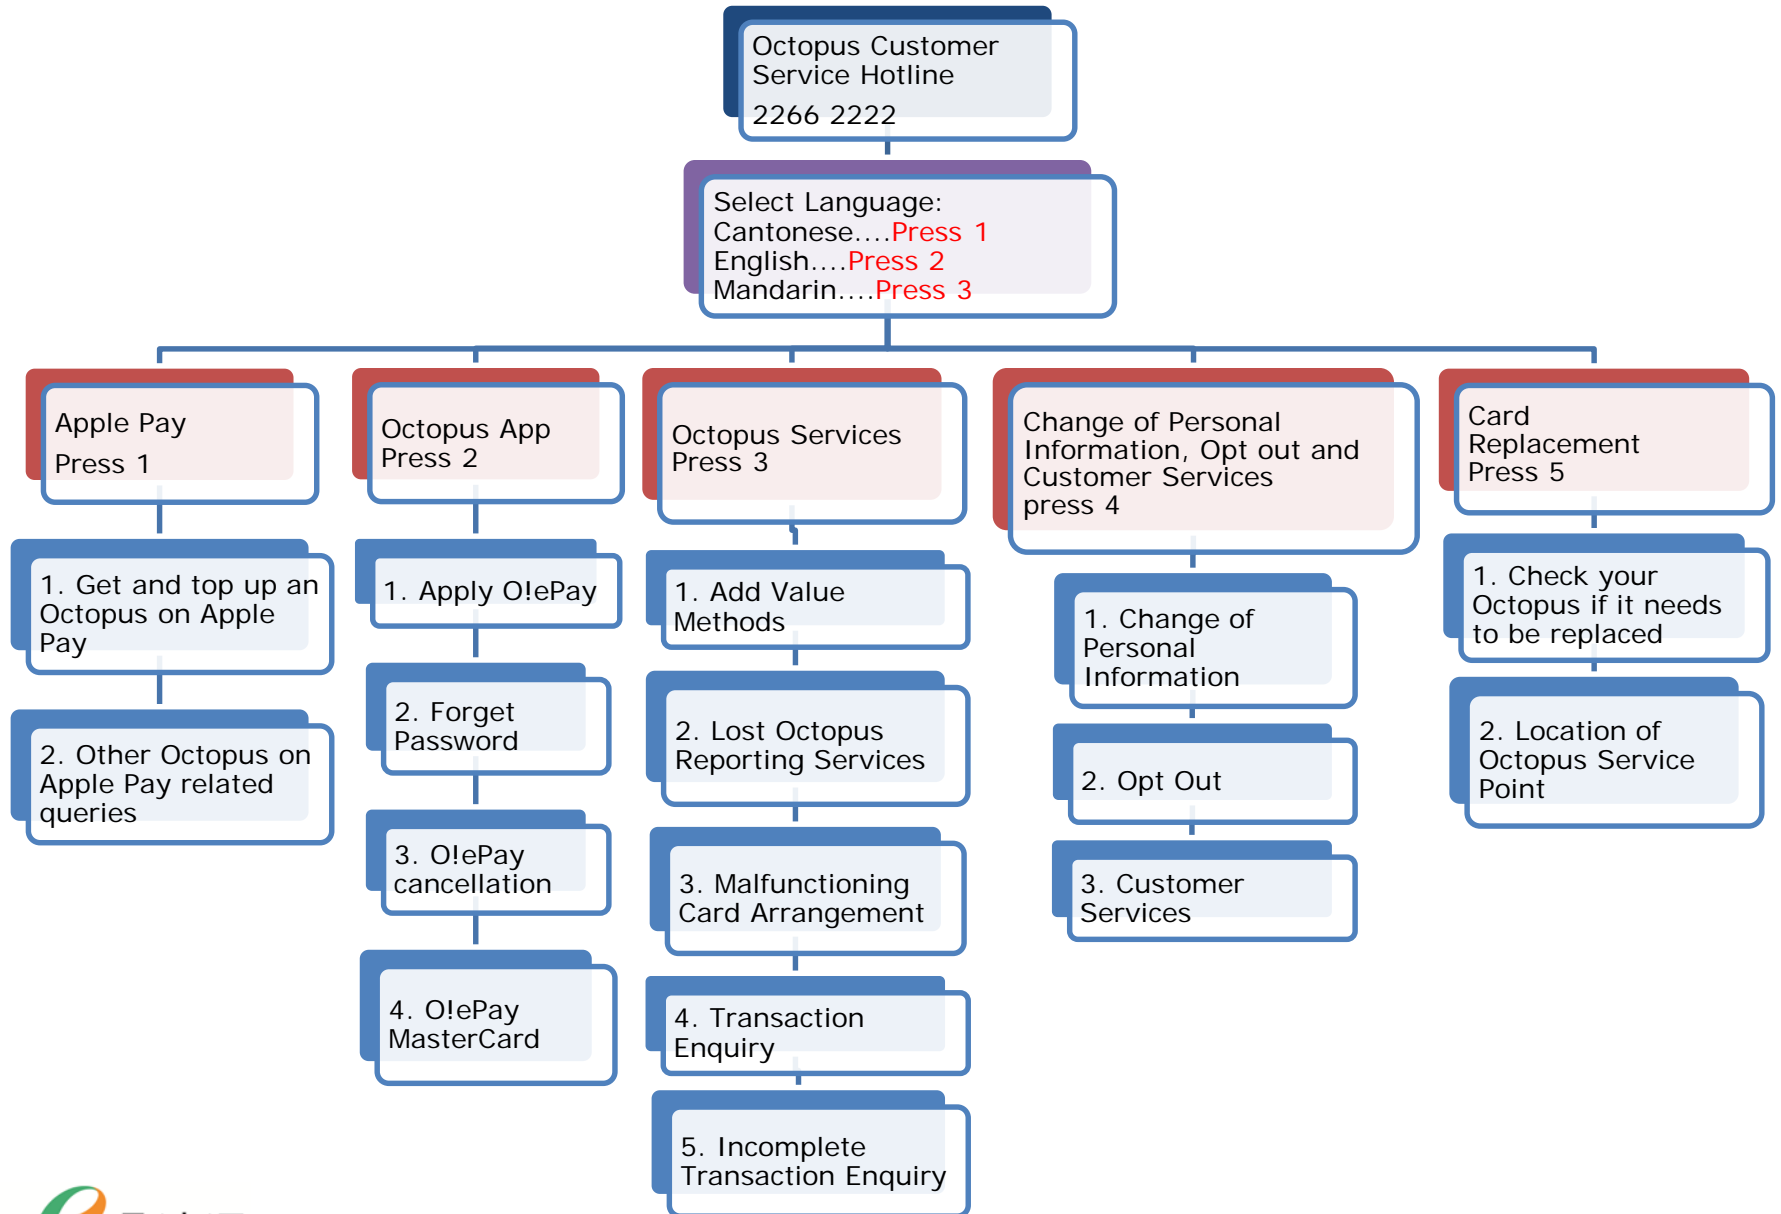 Octopus Customer
Service Hotline
2266 2222
Select Language:
Cantonese....Press 1
English....Press 2
Mandarin....Press 3
Apple Pay
Press 1
1. Get and top up an
Octopus on Apple
Pay
2. Other Octopus on
Apple Pay related
queries
Octopus App
Press 2
1. Apply O!ePay
2. Forget
Password
3. O!ePay
cancellation
4. O!ePay
MasterCard
Octopus Services
Press 3
1. Add Value
Methods
2. Lost Octopus
Reporting Services
3. Malfunctioning
Card Arrangement
4. Transaction
Enquiry
5. Incomplete
Transaction Enquiry
Change of Personal
Information, Opt out and
Customer Services
press 4
1. Change of
Personal
Information
2. Opt Out
3. Customer
Services
Card
Replacement
Press 5
1. Check your
Octopus if it needs
to be replaced
2. Location of
Octopus Service
Point